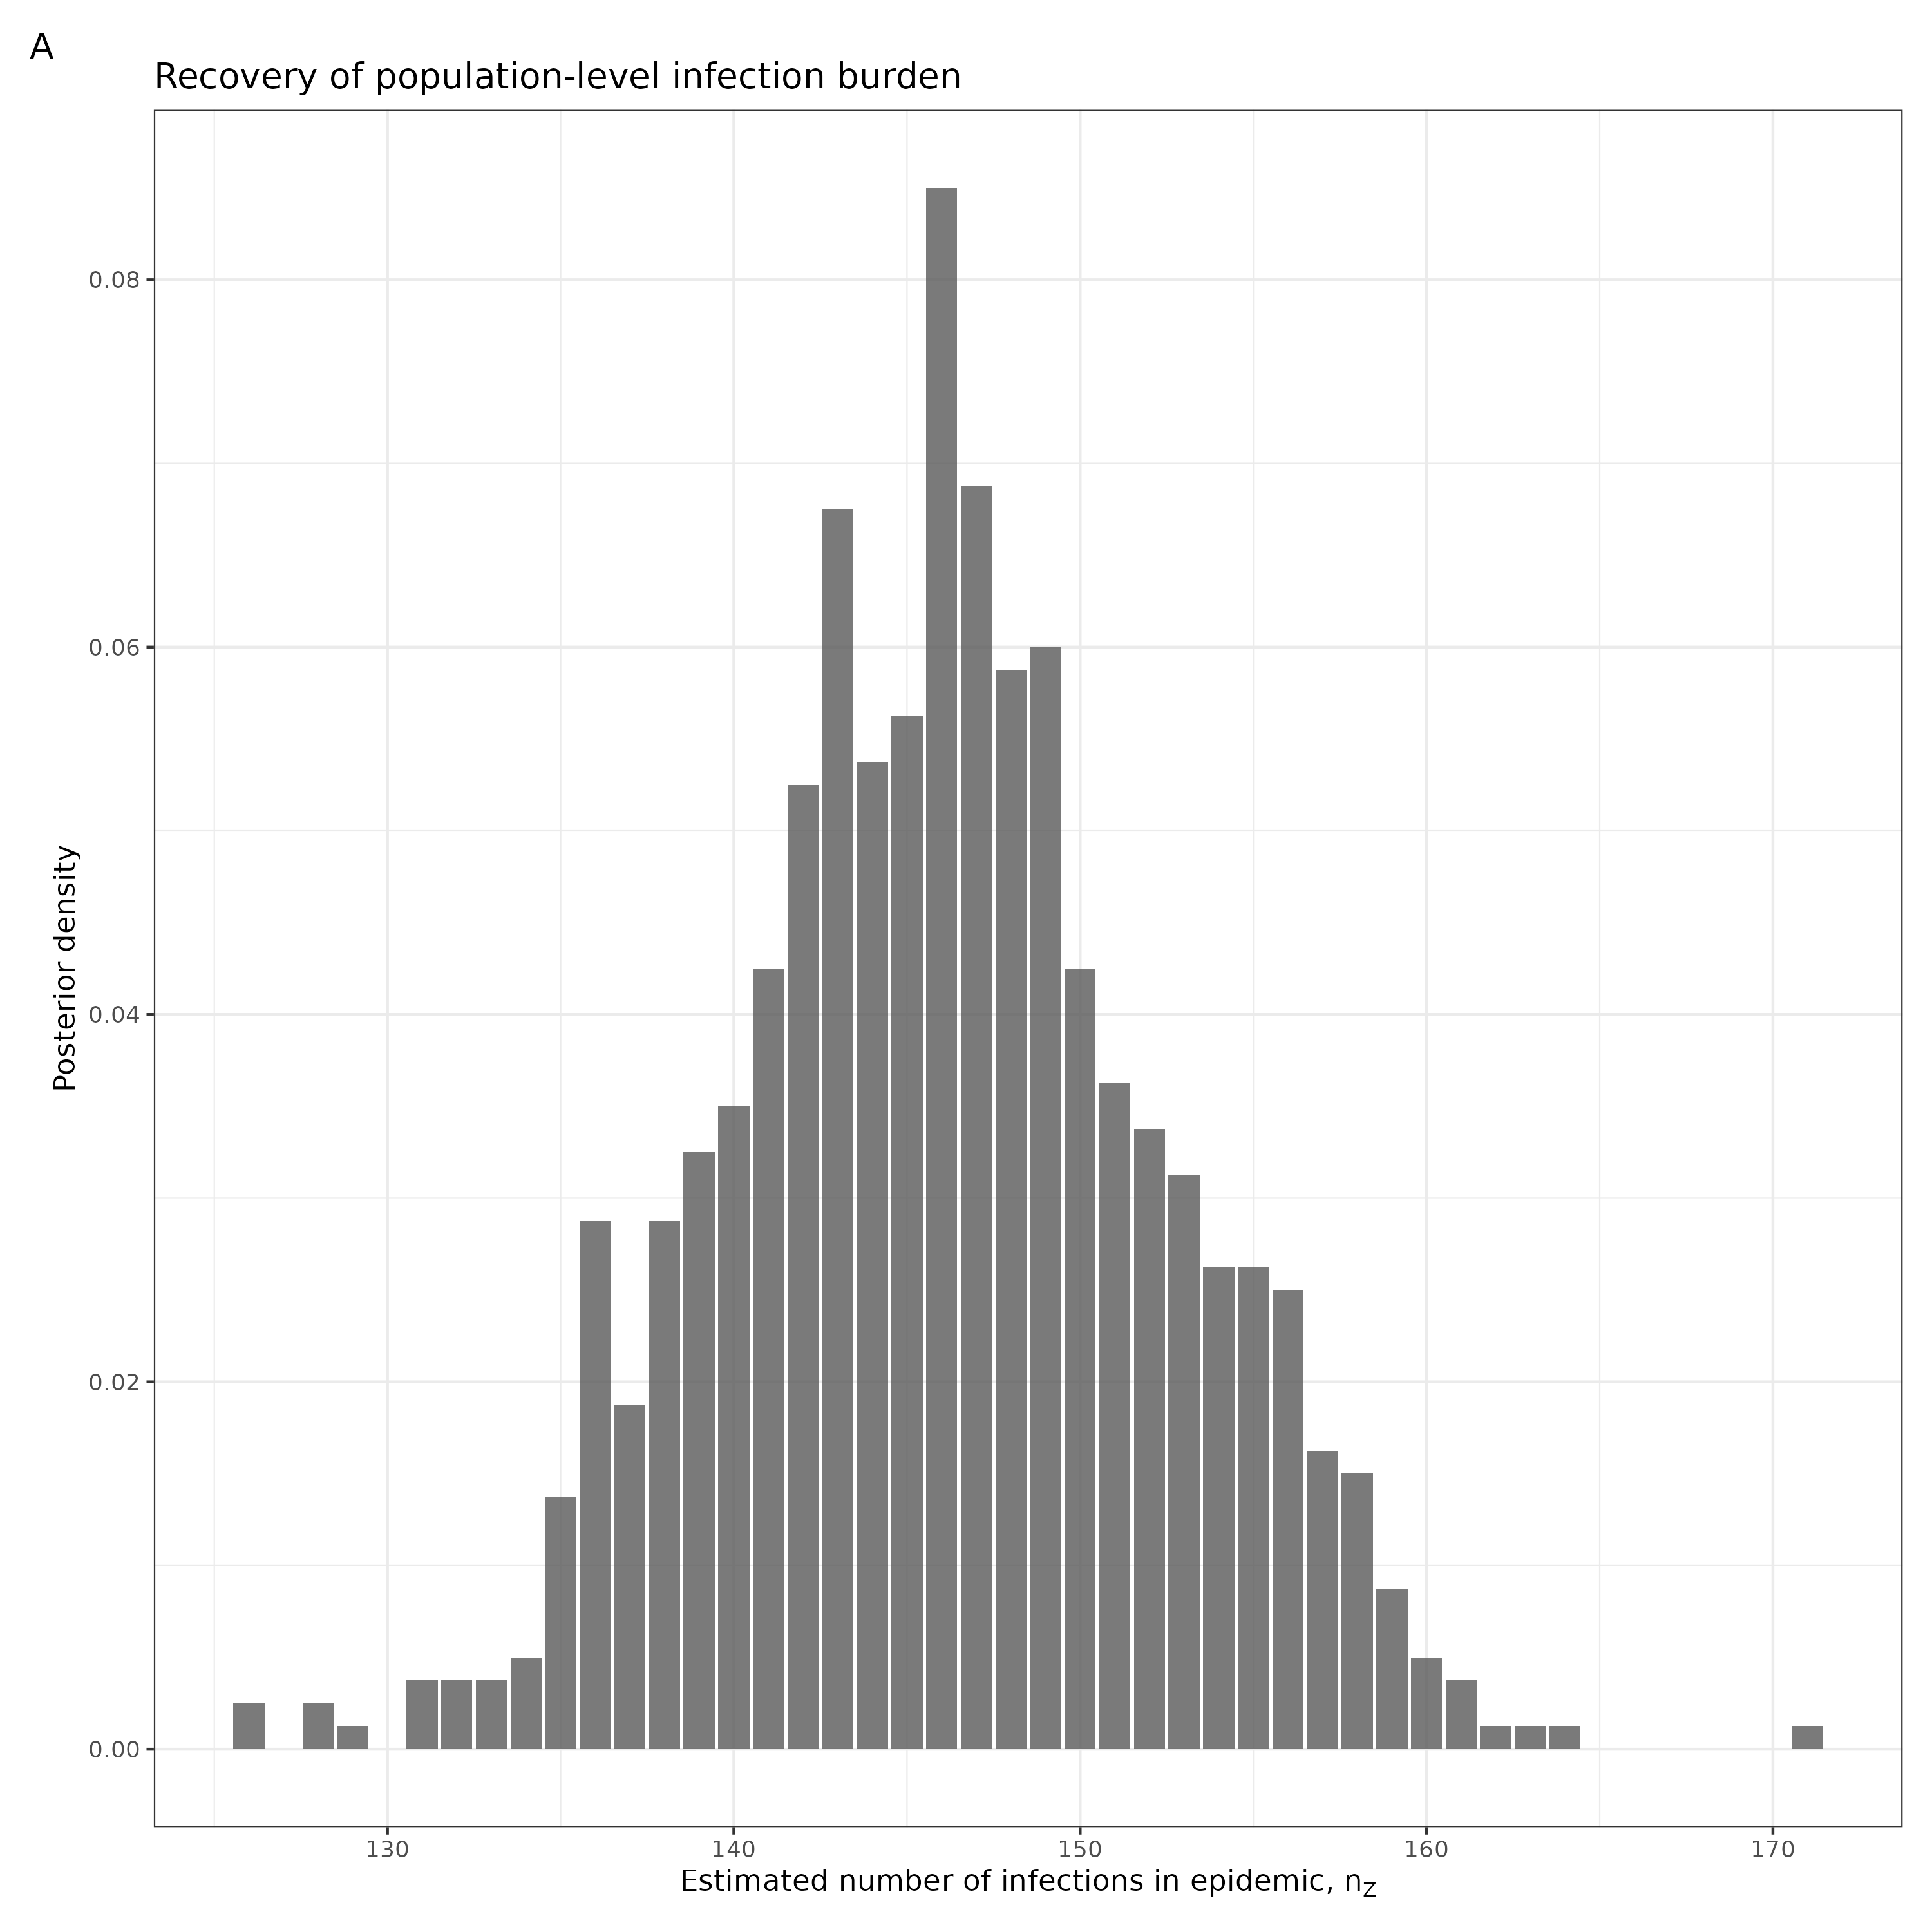 A
Recovery of population-level infection burden
Posterior density
0.08
0.06
0.04
0.02
0.00
130 140 150 160 170
Estimated number of infections in epidemic, nZ